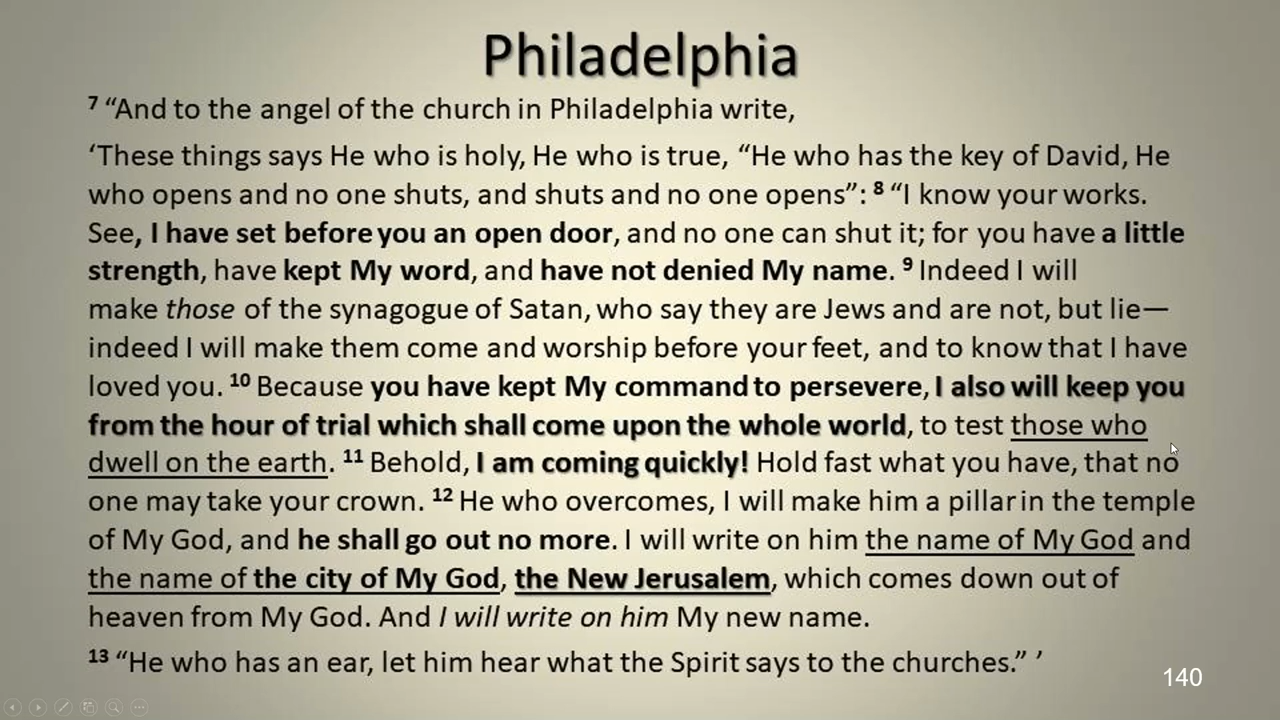 Philadelphia
7 “And to the angel of the church in Philadelphia write,
‘These things says He who is holy, He who is true, “He who has the key of David, He
who opens and no one shuts, and shuts and no one opens”: 8 “I know your works.
See, I have set before you an open door, and no one can shut it; for you have a little
strength, have kept My word, and have not denied My name. 9 Indeed I will
make those of the synagogue of Satan, who say they are Jews and are not, but lie—
indeed I will make them come and worship before your feet, and to know that I have
loved you. 10 Because you have kept My command to persevere, I also will keep you
from the hour of trial which shall come upon the whole world, to test those who
dwell on the earth. 11 Behold, I am coming quickly! Hold fast what you have, that no
one may take your crown. 12 He who overcomes, I will make him a pillar in the temple
of My God, and he shall go out no more. I will write on him the name of My God and
the name of the city of My God, the New Jerusalem, which comes down out of
heaven from My God. And I will write on him My new name.
13 “He who has an ear, let him hear what the Spirit says to the churches.” ’
140